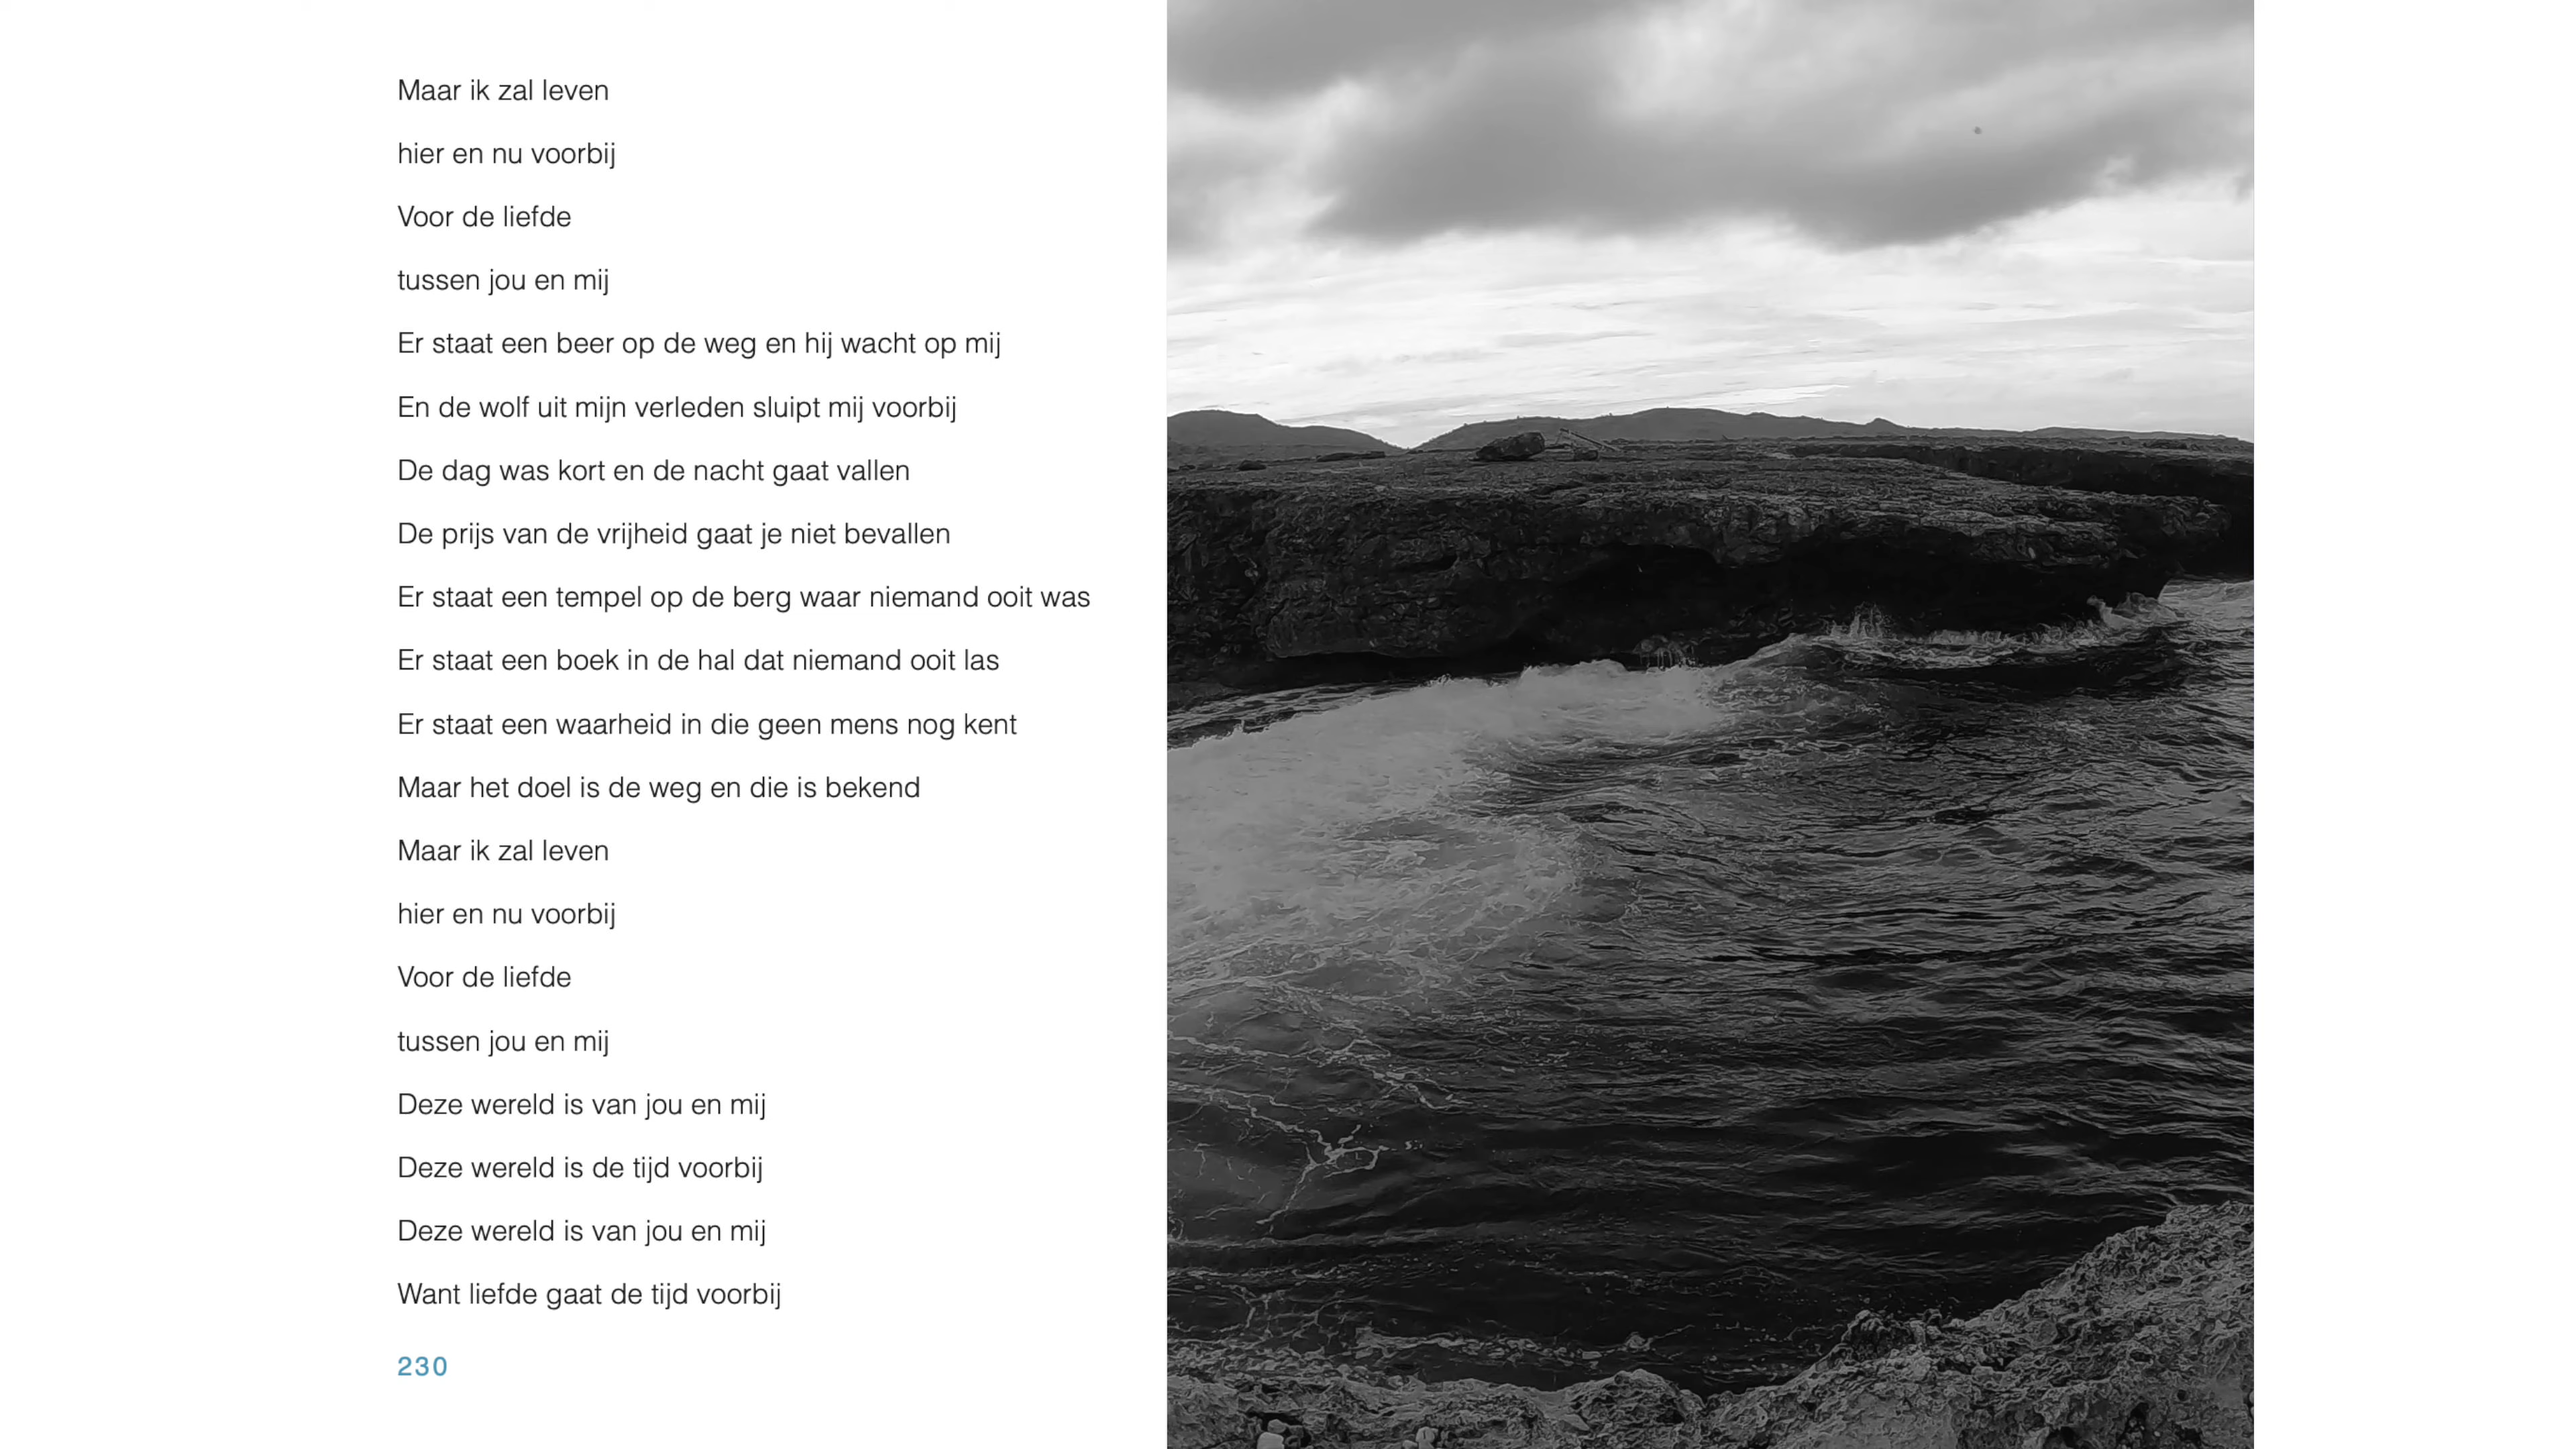 Maar ik zal leven
hier en nu voorbij
Voor de liefde
tussen jou en mij
Er staat een beer op de weg en hij wacht op mij
En de wolf uit mijn verleden sluipt mij voorbij
De dag was kort en de nacht gaat vallen
De prijs van de vrijheid gaat je niet bevallen
Er staat een tempel op de berg waar niemand ooit was
Er staat een boek in de hal dat niemand ooit las
Er staat een waarheid in die geen mens nog kent
Maar het doel is de weg en die is bekend
Maar ik zal leven
hier en nu voorbij
Voor de liefde
tussen jou en mij
Deze wereld is van jou en mij
Deze wereld is de tijd voorbij
Deze wereld is van jou en mij
Want liefde gaat de tijd voorbij
230